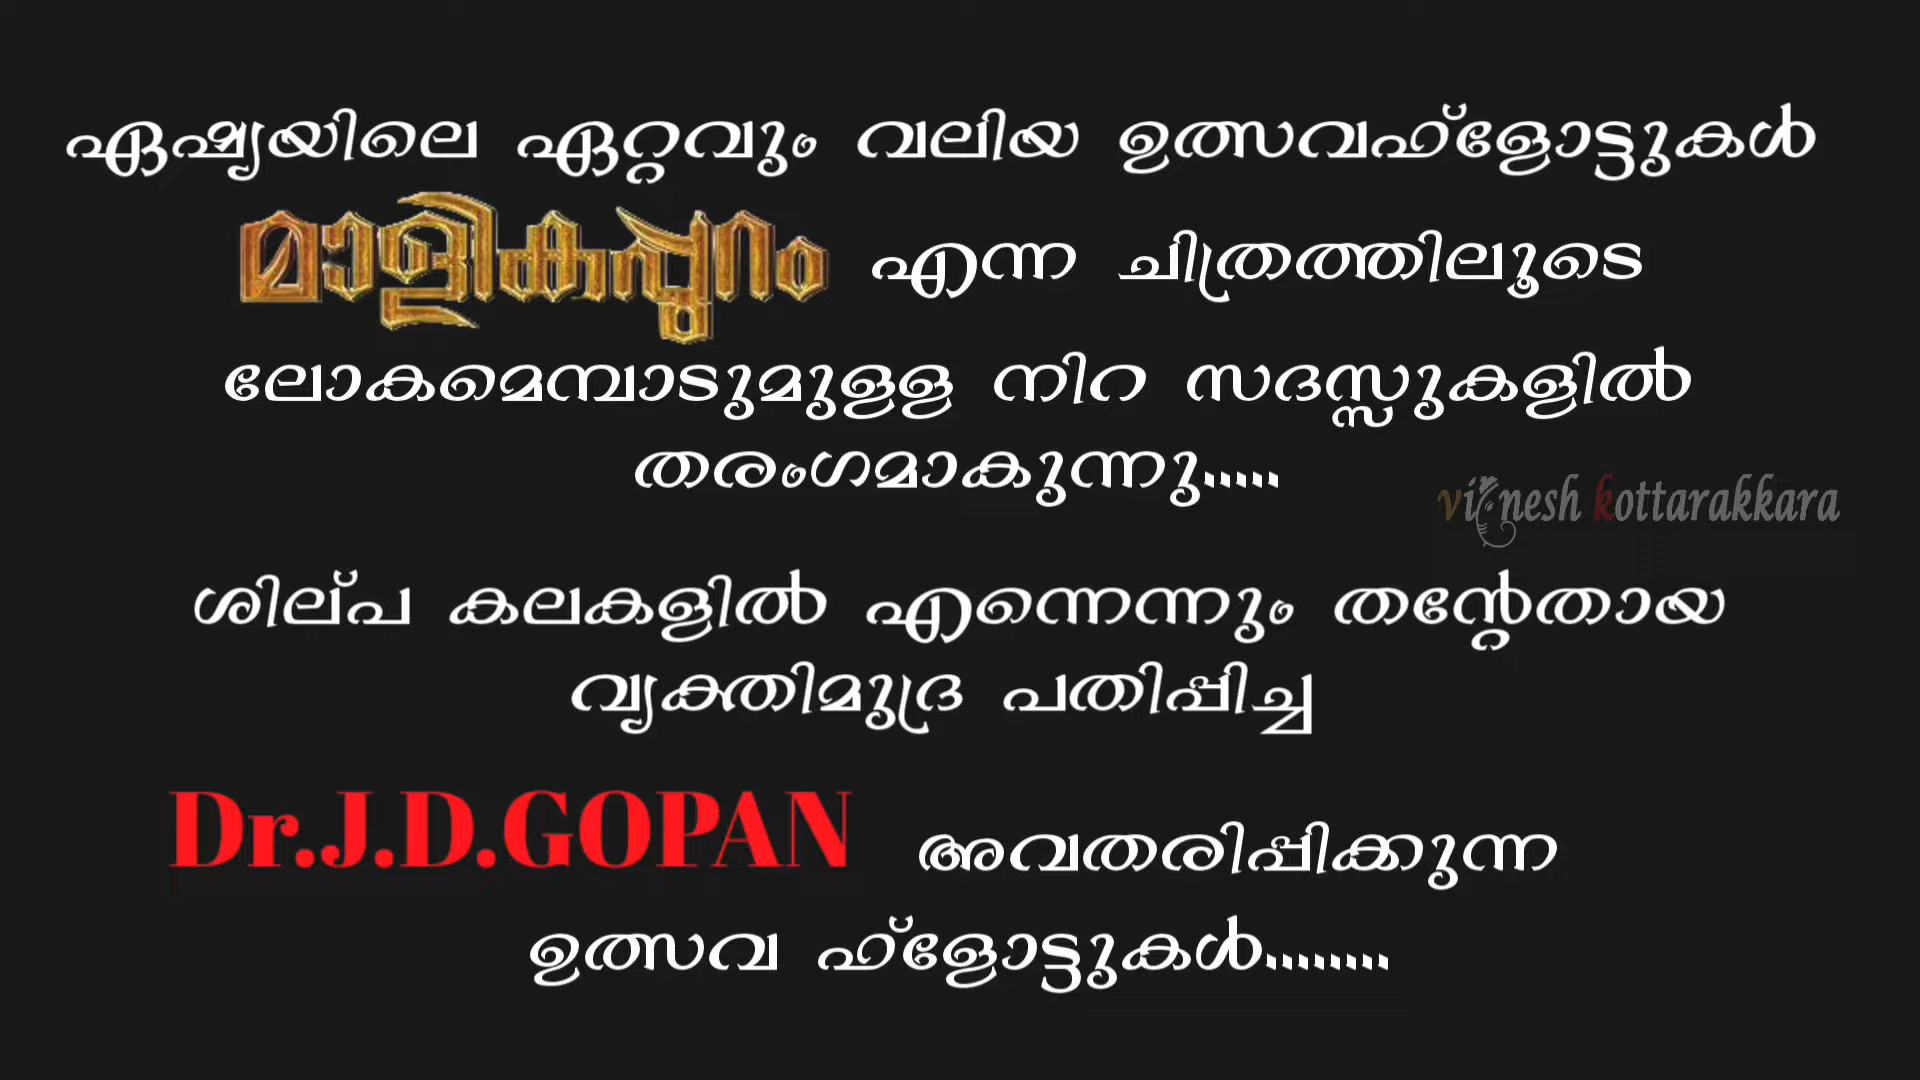 ഏഷ്യയിലെ ഏറ്റവും വലിയ ഉത്സവഫ്ളോട്ടുകൾ
മാളികപ്പുറം എന്ന ചിത്രത്തിലൂടെ
ലോകമെമ്പാടുമുളള നിറ സദസ്സുകളിൽ
തരംഗമാകുന്നു.....
vignesh kottarakkara
ശില്പ കലകളിൽ എന്നെന്നും തന്റേതായ
വ്യക്തിമുദ്ര പതിപ്പിച്ച
Dr.J.D.GOPAN അവതരിപ്പിക്കുന്ന
ഉത്സവ ഫ്ളോട്ടുകൾ........